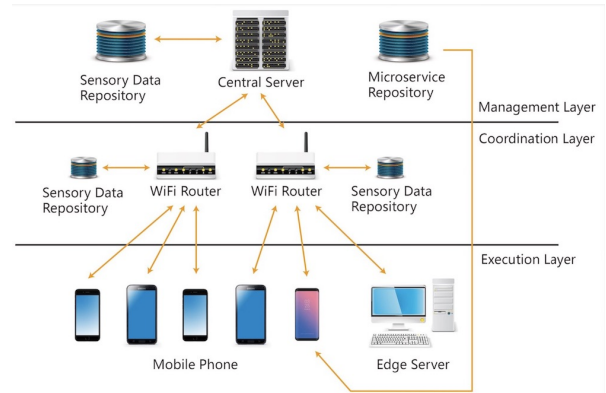 Sensory Data
Repository
Central Server
Microservice
Repository
Management Layer
Coordination Layer
Sensory Data
Repository
WiFi Router
WiFi Router
Sensory Data
Repository
Execution Layer
Mobile Phone
Edge Server